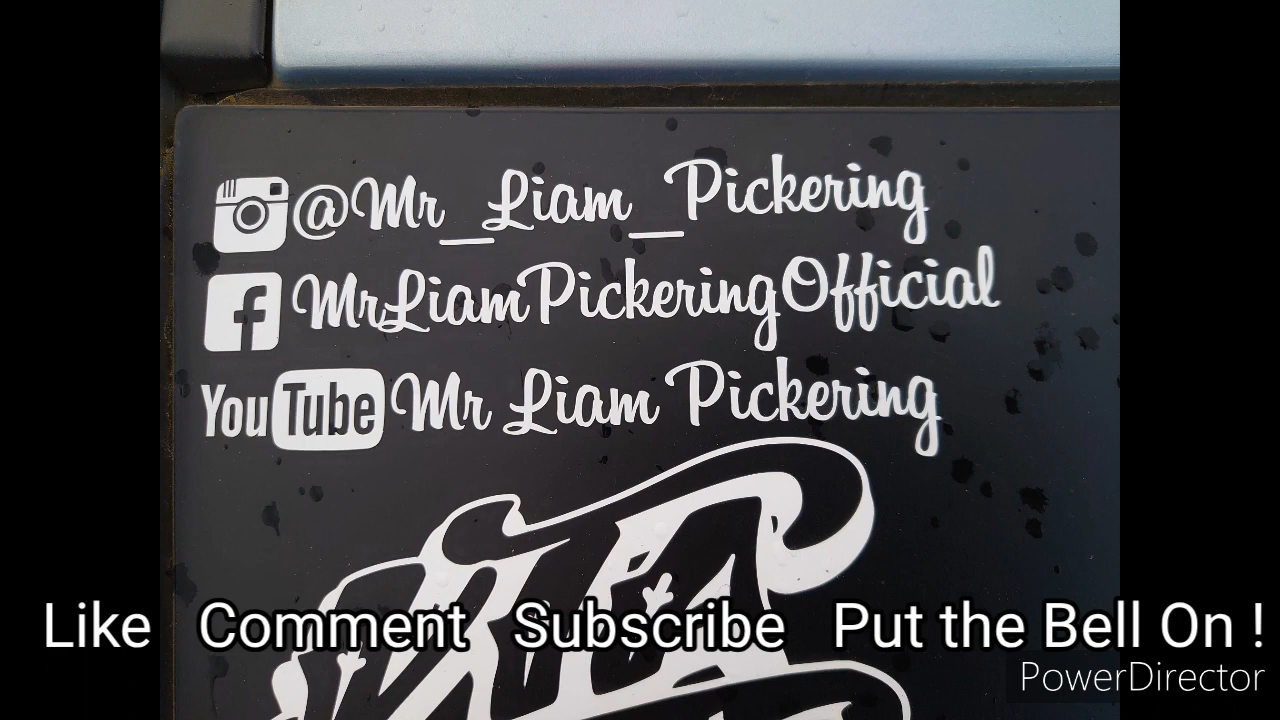 @Mr_Liam_Pickering
MrLiamPickeringOfficial
YouTube Mr Liam Pickering
Like Comment Subscribe Put the Bell On !
PowerDirector